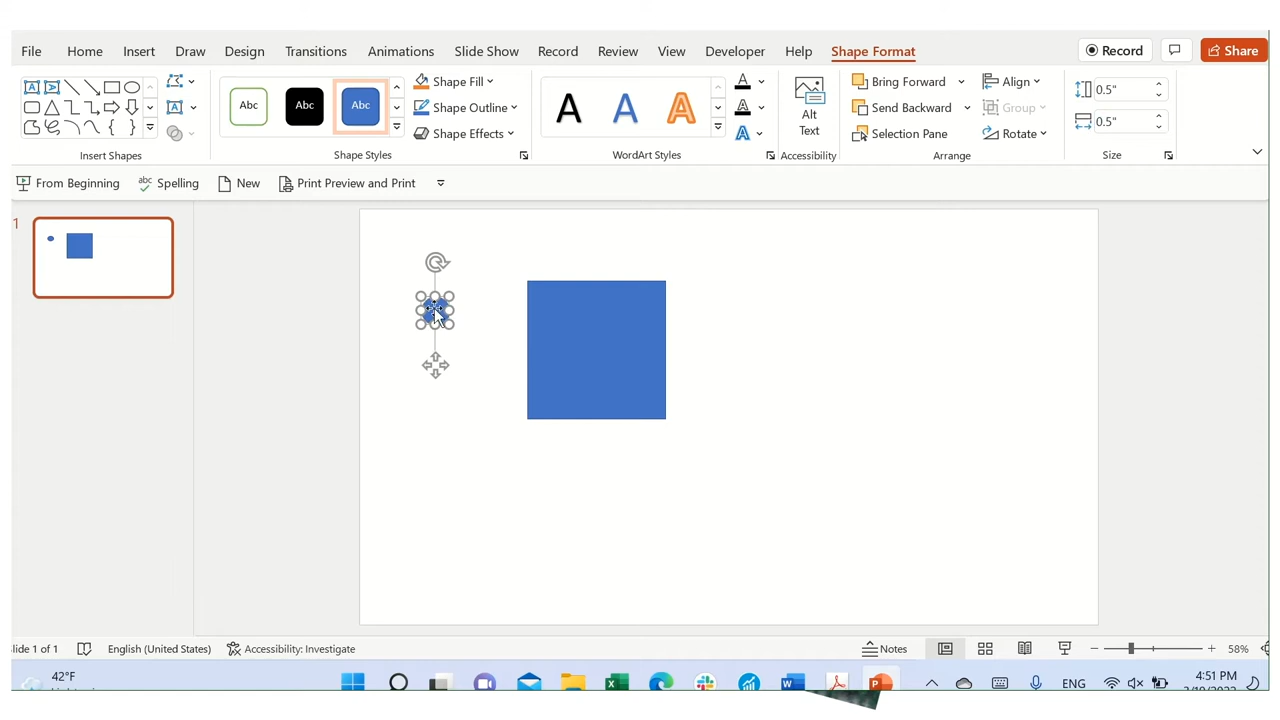 File Home Insert Draw Design Transitions Animations Slide Show Record Review View Developer Help Shape Format Record Share
Abc Abc Abc
Shape Fill
Shape Outline
Shape Effects
A A A
A
A
A
Alt
Text
Bring Forward
Send Backward
Selection Pane
Align
Group
Rotate
0.5"
0.5"
Insert Shapes Shape Styles WordArt Styles Accessibility Arrange Size
From Beginning abc Spelling New Print Preview and Print
1
lide 1 of 1 English (United States) Accessibility: Investigate Notes 58%
42°F
ENG
4:51 PM